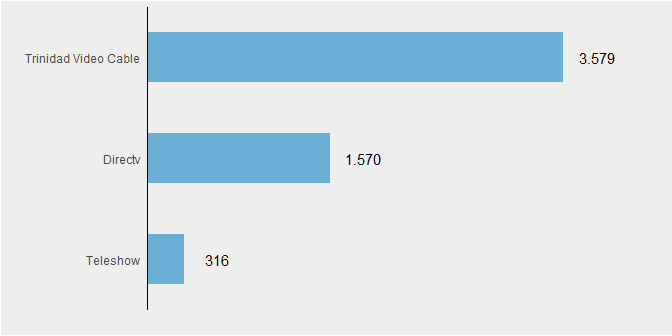 Trinidad Video Cable 3.579
Directv 1.570
Teleshow 316